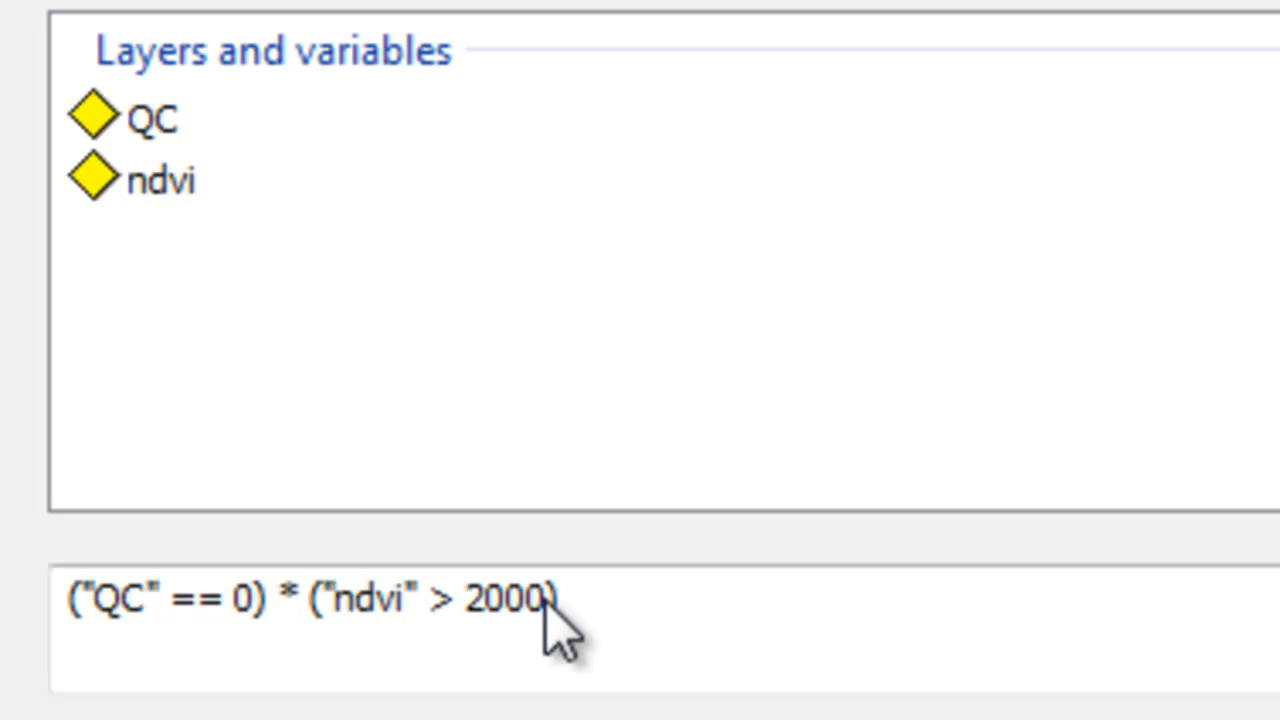 Layers and variables
QC
ndvi
("QC" == 0) * ("ndvi" > 2000)